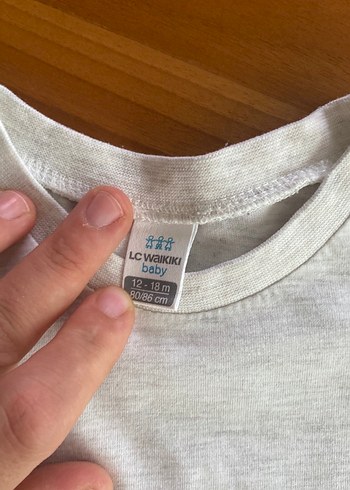 LC WAIKIKI
baby
12 - 18 m
80/86 cm